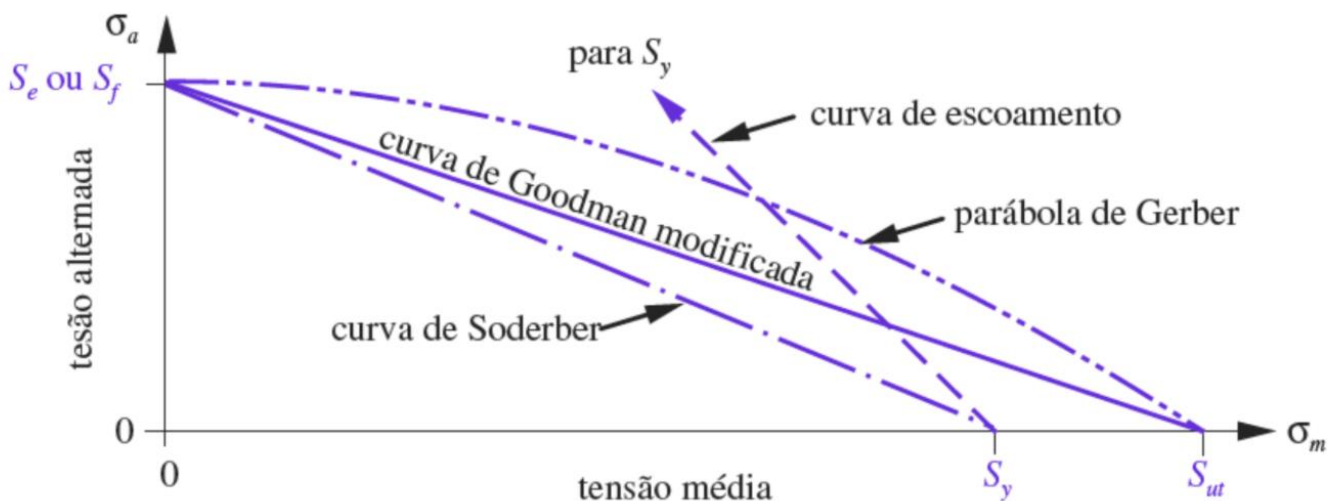 σa
para Sy
Se ou Sf
curva de escoamento
curva de Goodman modificada
parábola de Gerber
tesão alternada
curva de Soderber
0
σm
0
tensão média
Sy
Sut